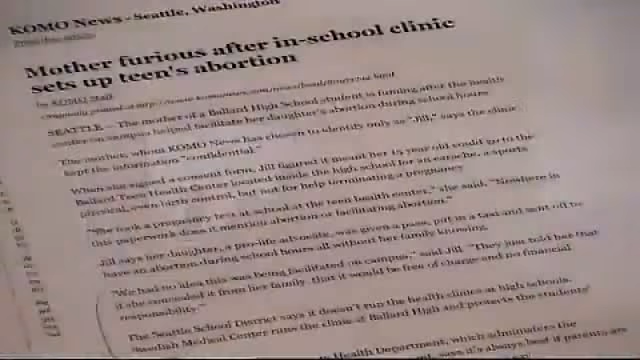 KOMO News - Seattle, Washington
Mother furious after in-school clinic
sets up teen's abortion
by KOMO Staff
SEATTLE -- The mother of a Ballard High School student is fuming after the health
center on campus helped facilitate her daughter's abortion during school hours.
The mother, whom KOMO News has chosen to identify only as "Jill," says the clinic
kept the information "confidential."
When she signed a consent form, Jill figured it meant her 15 year old could go to the
Ballard Teen Health Center located inside the high school for an earache, a sports
physical, even birth control, but not for help terminating a pregnancy.
"She took a pregnancy test at school at the teen health center," she said. "Nowhere in
this paperwork does it mention abortion or facilitating abortion."
Jill says her daughter, a pro-life advocate, was given a pass, put in a taxi and sent off to
have an abortion during school hours all without her family knowing.
"We had no idea this was being facilitated on campus," said Jill. "They just told her that
if she concealed it from her family, that it would be free of charge and no financial
responsibility."
The Seattle School District says it doesn't run the health clinics at high schools.
Swedish Medical Center runs the clinic at Ballard High and protects the students'
Health Department, which administers the
says it's always best if parents are